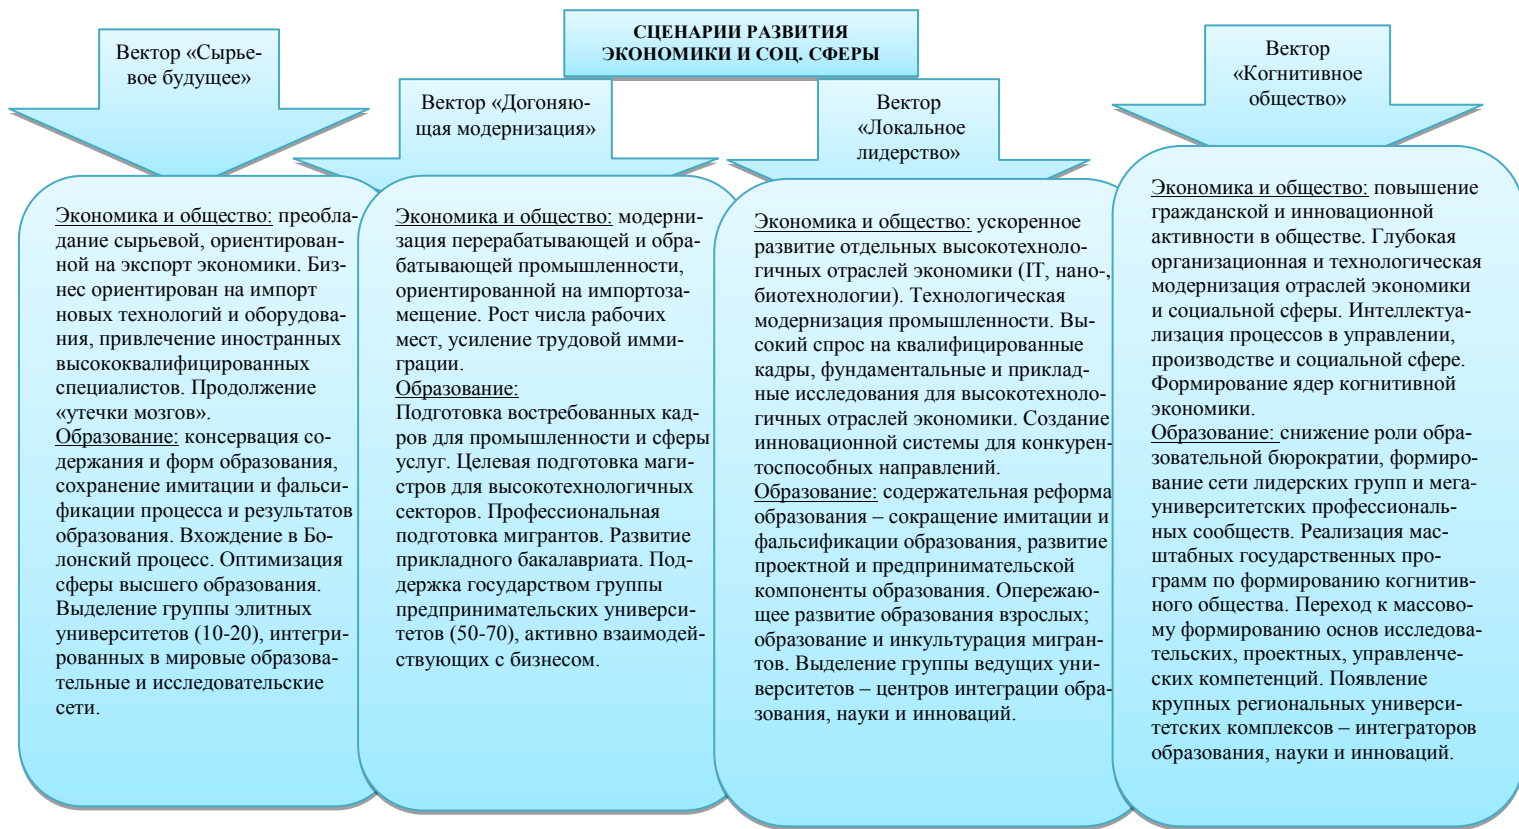 СЦЕНАРИИ РАЗВИТИЯ
ЭКОНОМИКИ И СОЦ. СФЕРЫ
Вектор «Сырье-
вое будущее»
Экономика и общество: преобла-
дание сырьевой, ориентирован-
ной на экспорт экономики. Биз-
нес ориентирован на импорт
новых технологий и оборудова-
ния, привлечение иностранных
высококвалифицированных
специалистов. Продолжение
«утечки мозгов».
Образование: консервация со-
держания и форм образования,
сохранение имитации и фальси-
фикации процесса и результатов
образования. Вхождение в Бо-
лонский процесс. Оптимизация
сферы высшего образования.
Выделение группы элитных
университетов (10-20), интегри-
рованных в мировые образова-
тельные и исследовательские
сети.
Вектор «Догоняю-
щая модернизация»
Экономика и общество: модерни-
зация перерабатывающей и обра-
батывающей промышленности,
ориентированной на импортоза-
мещение. Рост числа рабочих
мест, усиление трудовой имми-
грации.
Образование:
Подготовка востребованных кад-
ров для промышленности и сферы
услуг. Целевая подготовка маги-
стров для высокотехнологичных
секторов. Профессиональная
подготовка мигрантов. Развитие
прикладного бакалавриата. Под-
держка государством группы
предпринимательских универси-
тетов (50-70), активно взаимодей-
ствующих с бизнесом.
Вектор
«Локальное
лидерство»
Экономика и общество: ускоренное
развитие отдельных высокотехноло-
гичных отраслей экономики (IT, нано-,
биотехнологии). Технологическая
модернизация промышленности. Вы-
сокий спрос на квалифицированные
кадры, фундаментальные и приклад-
ные исследования для высокотехноло-
гичных отраслей экономики. Создание
инновационной системы для конкурен-
тоспособных направлений.
Образование: содержательная реформа
образования – сокращение имитации и
фальсификации образования, развитие
проектной и предпринимательской
компоненты образования. Опережаю-
щее развитие образования взрослых;
образование и инкультурация мигран-
тов. Выделение группы ведущих уни-
верситетов – центров интеграции обра-
зования, науки и инноваций.
Вектор
«Когнитивное
общество»
Экономика и общество: повышение
гражданской и инновационной
активности в обществе. Глубокая
организационная и технологическая
модернизация отраслей экономики
и социальной сферы. Интеллектуа-
лизация процессов в управлении,
производстве и социальной сфере.
Формирование ядер когнитивной
экономики.
Образование: снижение роли обра-
зовательной бюрократии, формиро-
вание сети лидерских групп и мега-
университетских профессиональ-
ных сообществ. Реализация мас-
штабных государственных про-
грамм по формированию когнитив-
ного общества. Переход к массово-
му формированию основ исследова-
тельских, проектных, управленче-
ских компетенций. Появление
крупных региональных универси-
тетских комплексов – интеграторов
образования, науки и инноваций.